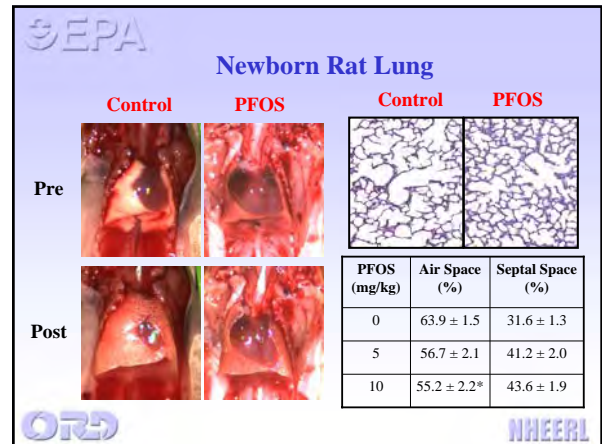 EPA
Newborn Rat Lung
Control PFOS Control PFOS
Pre
Post
PFOS (mg/kg) Air Space (%) Septal Space (%)
0 63.9 ± 1.5 31.6 ± 1.3
5 56.7 ± 2.1 41.2 ± 2.0
10 55.2 ± 2.2* 43.6 ± 1.9
ORD NHEERL